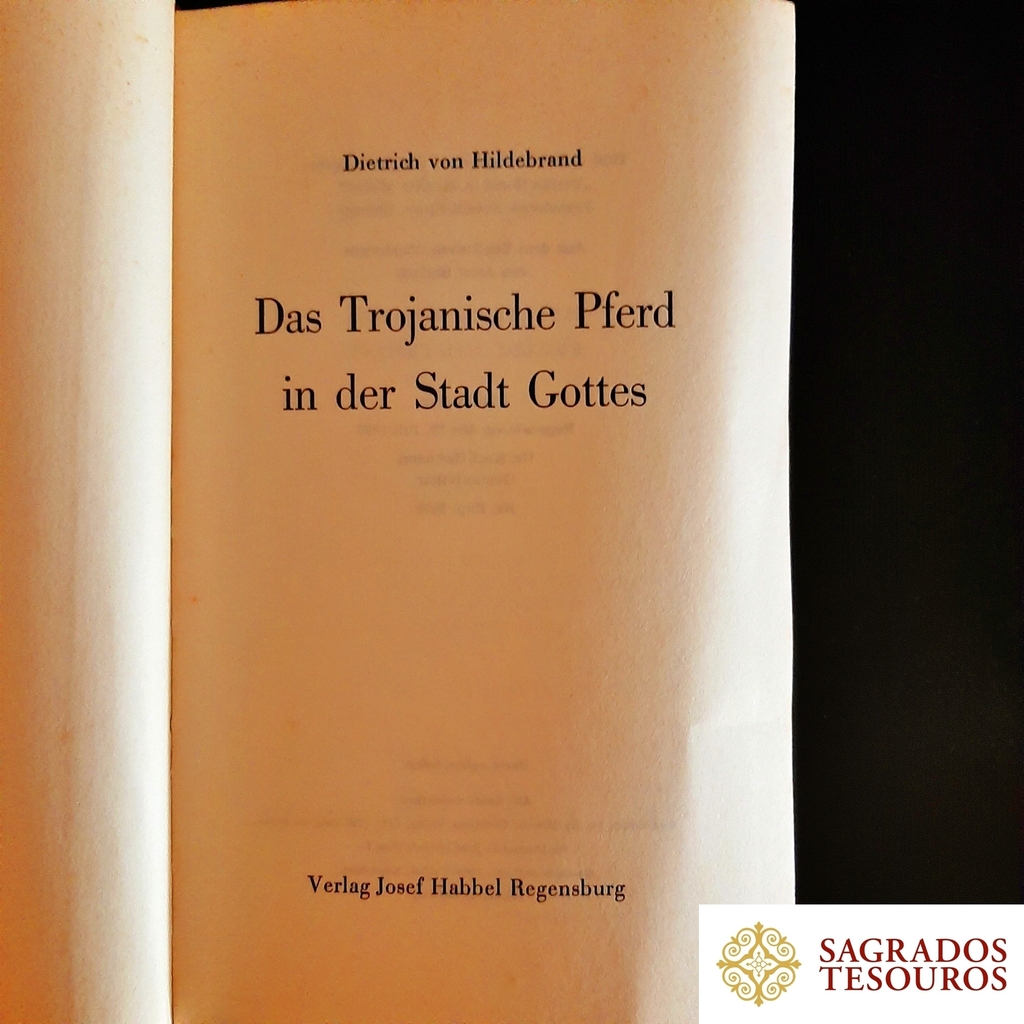 Dietrich von Hildebrand
Das Trojanische Pferd
in der Stadt Gottes
Verlag Josef Habbel Regensburg
SAGRADOS
TESOUROS